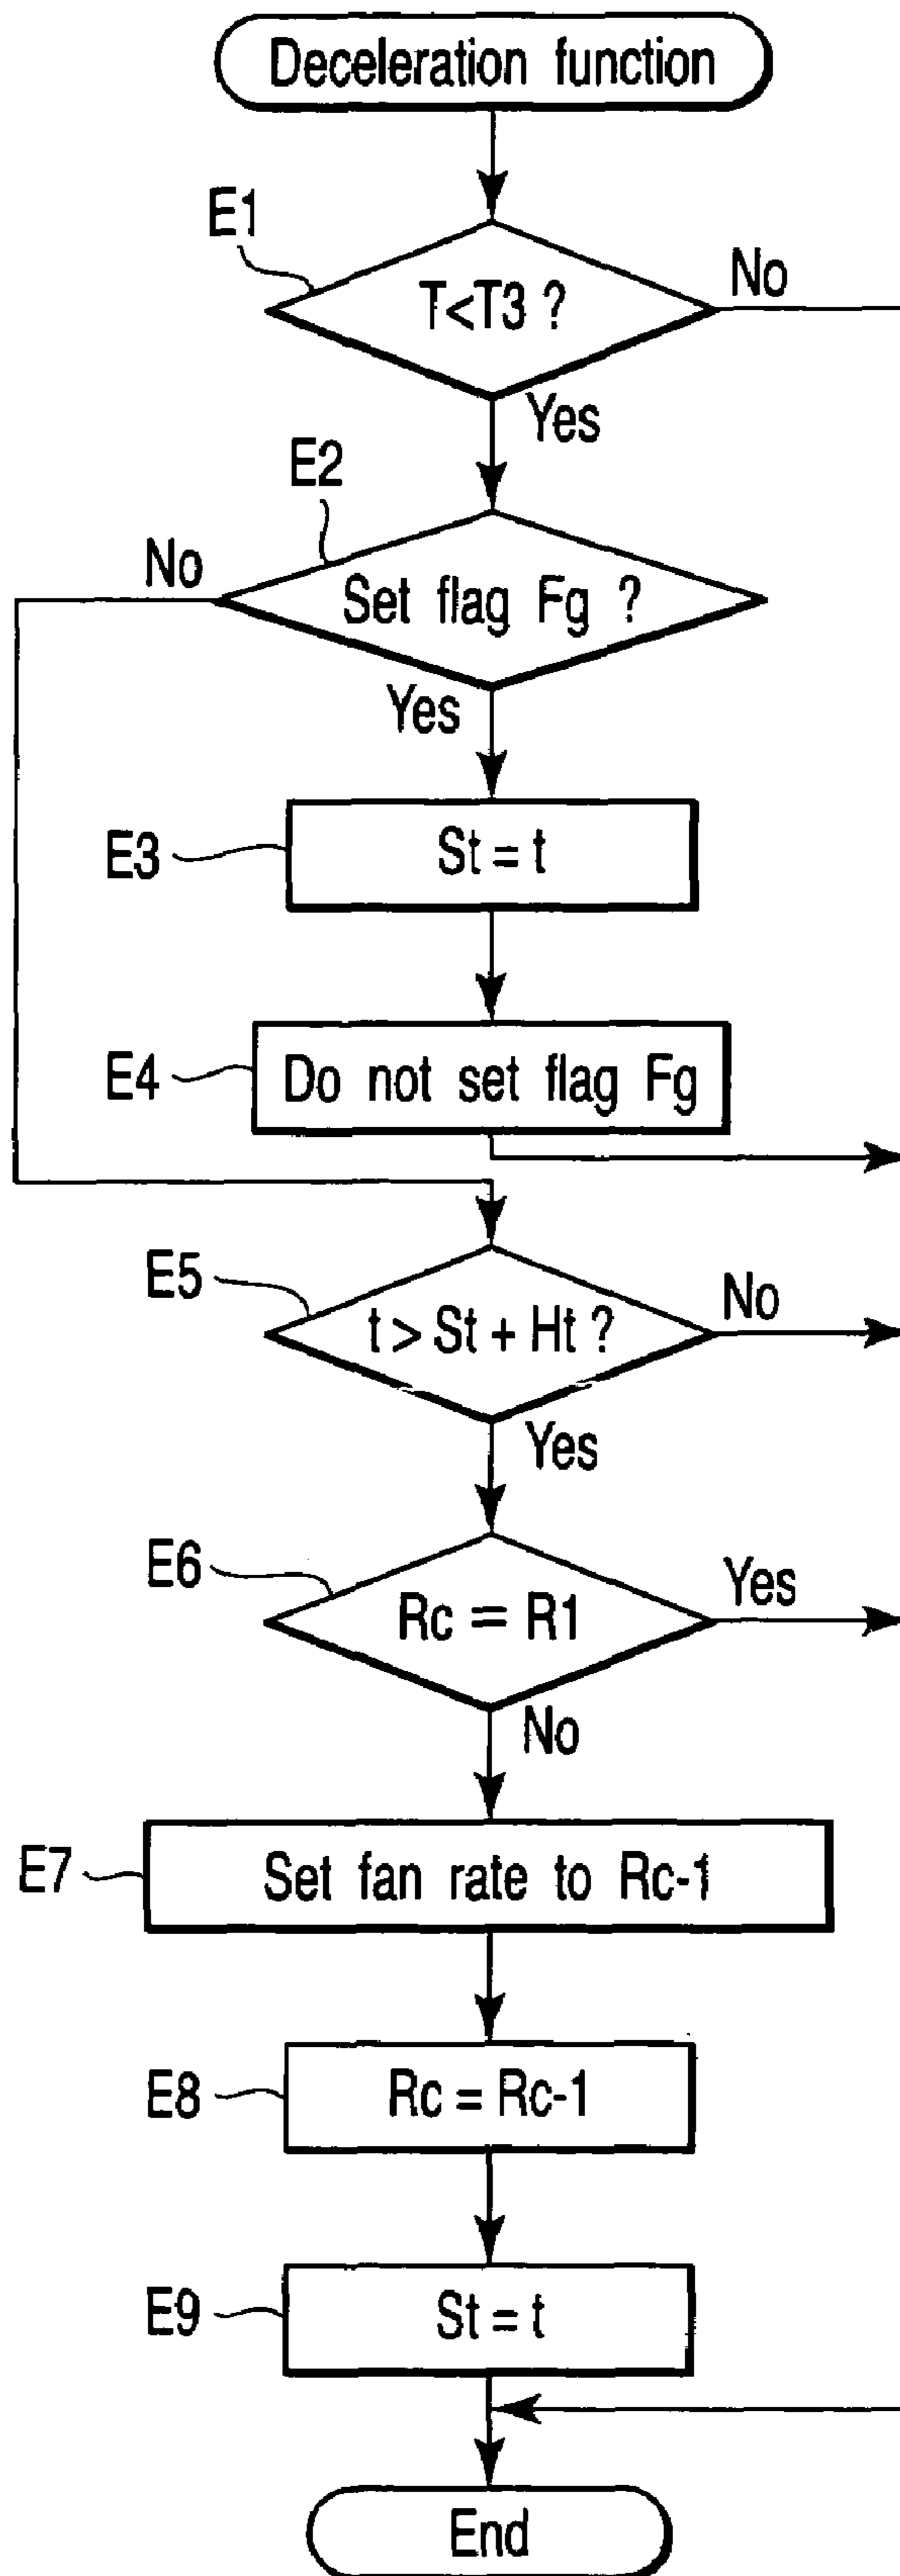 Deceleration function
E1
T<T3 ?
No
Yes
E2
No
Set flag Fg ?
Yes
E3
St = t
E4
Do not set flag Fg
E5
t > St + Ht ?
No
Yes
E6
Rc = R1
Yes
No
E7
Set fan rate to Rc-1
E8
Rc = Rc-1
E9
St = t
End